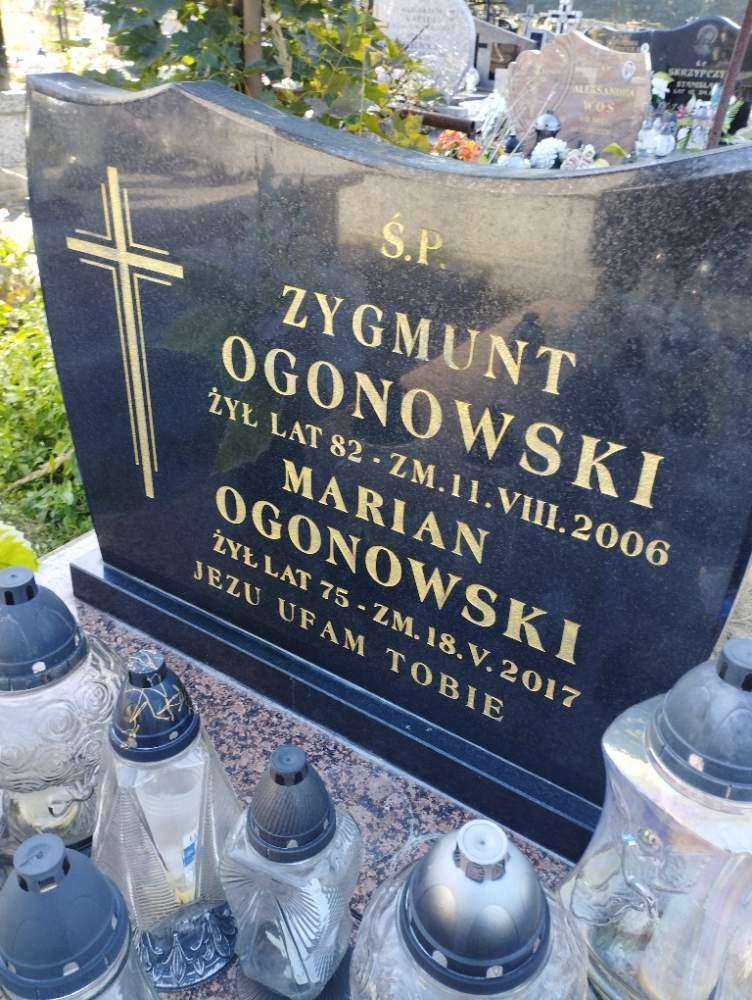 Ś.P.
ZYGMUNT
OGONOWSKI
ŻYŁ LAT 82 - ZM. 11. VIII. 2006
MARIAN
OGONOWSKI
ŻYŁ LAT 75 - ZM. 18. V. 2017
JEZU UFAM TOBIE
ALEKSANDRA
WOS